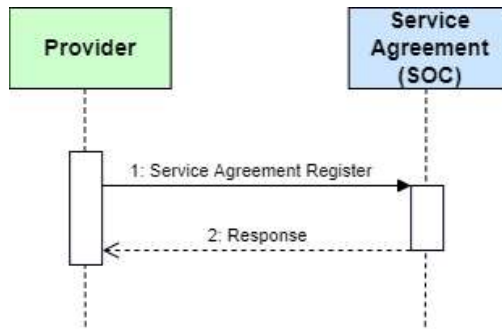 Provider
Service
Agreement
(SOC)
1: Service Agreement Register
2: Response